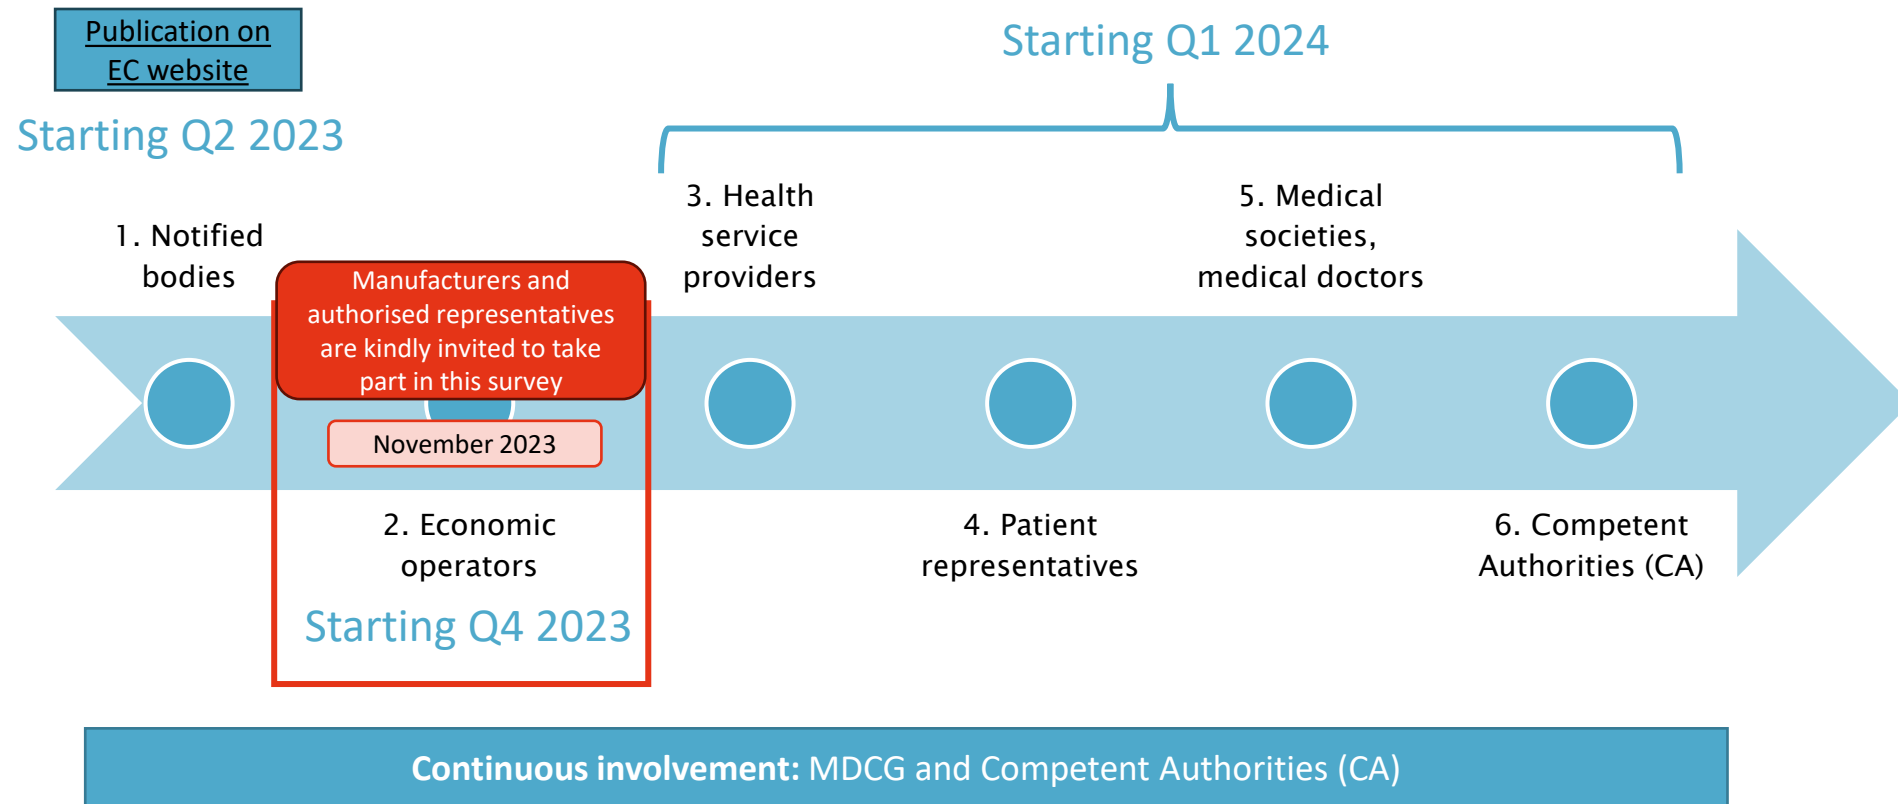 Publication on
EC website
Starting Q2 2023
Starting Q1 2024
1. Notified
bodies
Manufacturers and
authorised representatives
are kindly invited to take
part in this survey
November 2023
2. Economic
operators
Starting Q4 2023
3. Health
service
providers
4. Patient
representatives
5. Medical
societies,
medical doctors
6. Competent
Authorities (CA)
Continuous involvement: MDCG and Competent Authorities (CA)